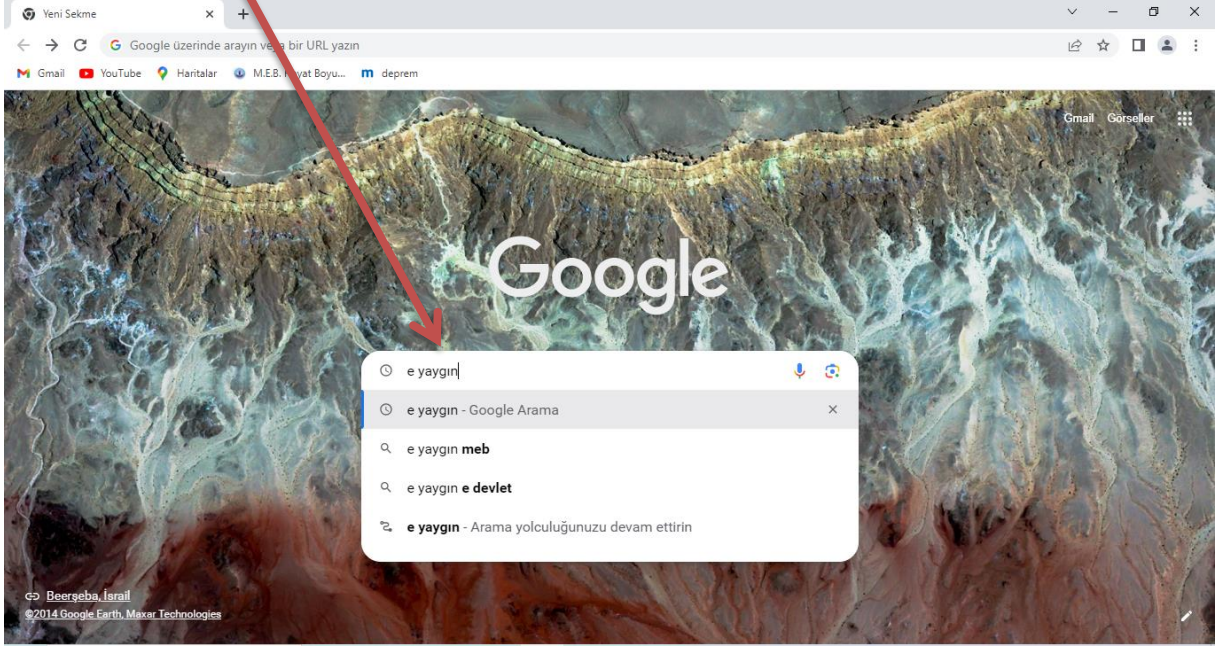 Yeni Sekme
Google üzerinde arayın veya bir URL yazın
Gmail YouTube Haritalar M.E.B. Hayat Boyu... deprem
Gmail Görseller
Google
e yaygın
e yaygın - Google Arama
e yaygın meb
e yaygın e devlet
e yaygın - Arama yolculuğunuzu devam ettirin
Beerşeba, İsrail
©2014 Google Earth, Maxar Technologies